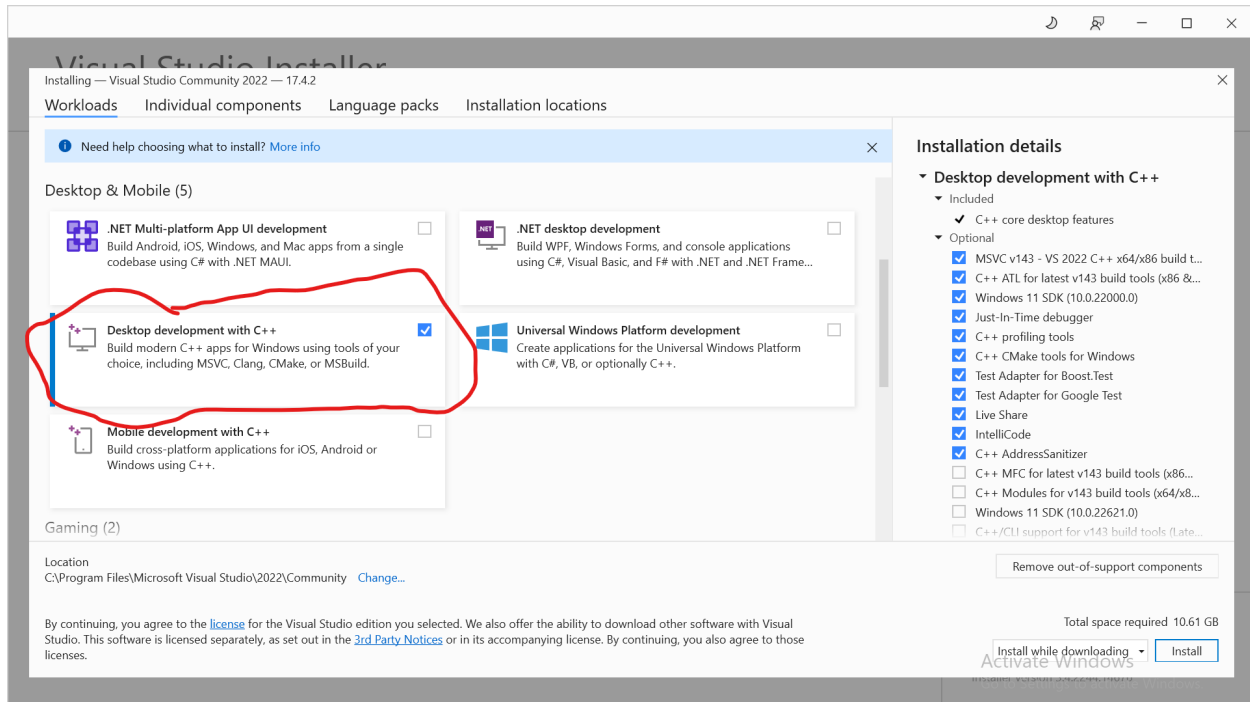 Visual Studio Installer
Installing — Visual Studio Community 2022 — 17.4.2
Workloads Individual components Language packs Installation locations
Need help choosing what to install? More info
Desktop & Mobile (5)
.NET Multi-platform App UI development
Build Android, iOS, Windows, and Mac apps from a single
codebase using C# with .NET MAUI.
.NET
.NET desktop development
Build WPF, Windows Forms, and console applications
using C#, Visual Basic, and F# with .NET and .NET Frame...
Desktop development with C++
Build modern C++ apps for Windows using tools of your
choice, including MSVC, Clang, CMake, or MSBuild.
Universal Windows Platform development
Create applications for the Universal Windows Platform
with C#, VB, or optionally C++.
Mobile development with C++
Build cross-platform applications for iOS, Android or
Windows using C++.
Gaming (2)
Installation details
Desktop development with C++
Included
C++ core desktop features
Optional
MSVC v143 - VS 2022 C++ x64/x86 build t...
C++ ATL for latest v143 build tools (x86 &...
Windows 11 SDK (10.0.22000.0)
Just-In-Time debugger
C++ profiling tools
C++ CMake tools for Windows
Test Adapter for Boost.Test
Test Adapter for Google Test
Live Share
IntelliCode
C++ AddressSanitizer
C++ MFC for latest v143 build tools (x86...
C++ Modules for v143 build tools (x64/x8...
Windows 11 SDK (10.0.22621.0)
C++/CLI support for v143 build tools (Late...
Location
C:\Program Files\Microsoft Visual Studio\2022\Community Change...
Remove out-of-support components
By continuing, you agree to the license for the Visual Studio edition you selected. We also offer the ability to download other software with Visual
Studio. This software is licensed separately, as set out in the 3rd Party Notices or in its accompanying license. By continuing, you also agree to those
licenses.
Total space required 10.61 GB
Install while downloading Install
Activate Windows